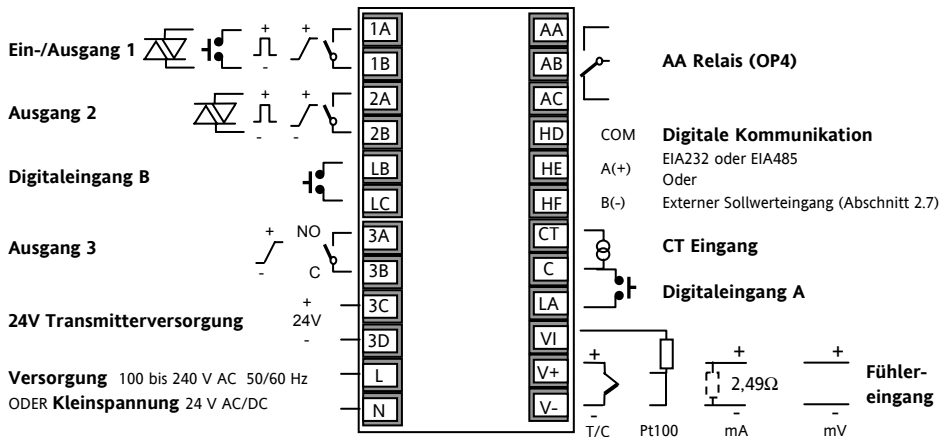 Ein-/Ausgang 1
+
-
+
-
1A
1B
Ausgang 2
+
-
+
-
2A
2B
Digitaleingang B
LB
LC
Ausgang 3
+
-
NO
C
3A
3B
24V Transmitterversorgung
+
24V
-
3C
3D
Versorgung 100 bis 240 V AC 50/60 Hz
ODER Kleinspannung 24 V AC/DC
L
N
AA
AB
AC
AA Relais (OP4)
HD
HE
HF
COM Digitale Kommunikation
A(+) EIA232 oder EIA485
Oder
B(-) Externer Sollwerteingang (Abschnitt 2.7)
CT
C
LA
CT Eingang
Digitaleingang A
VI
V+
V-
+
-
T/C
Pt100
+
2,49Ω
-
mA
+
-
mV
Fühler-
eingang